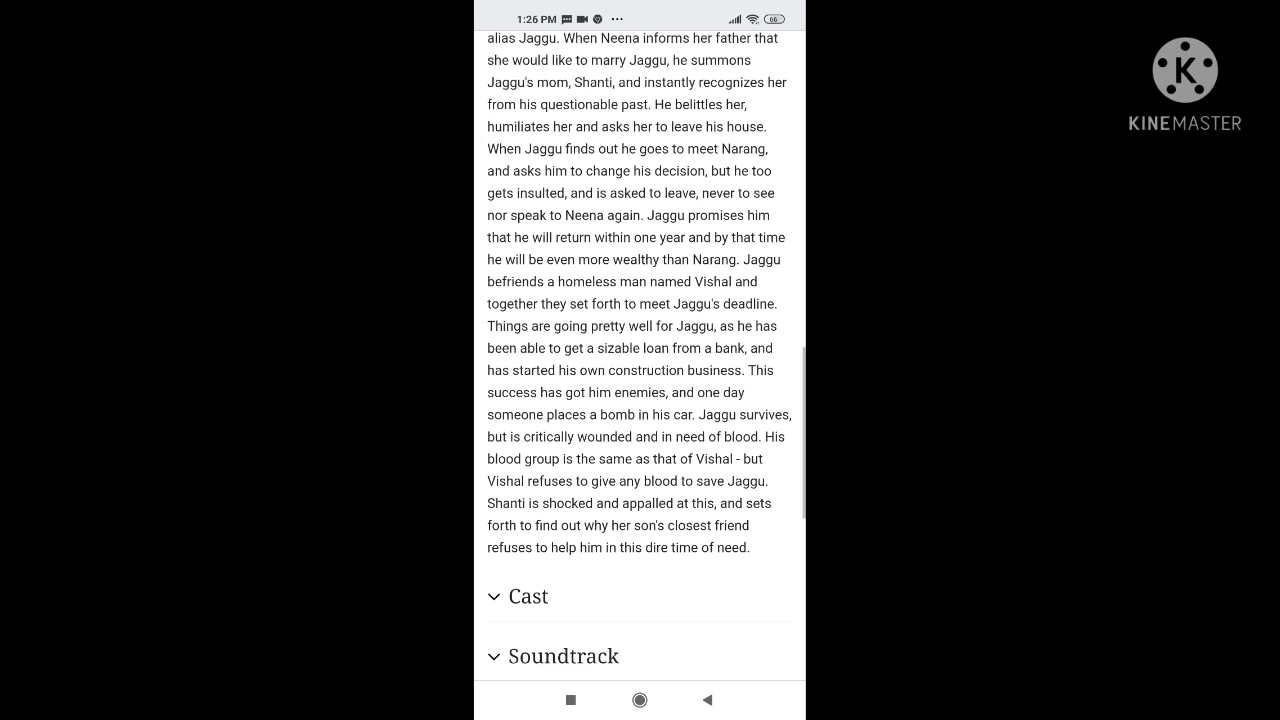 1:26 PM
66
alias Jaggu. When Neena informs her father that
she would like to marry Jaggu, he summons
Jaggu's mom, Shanti, and instantly recognizes her
from his questionable past. He belittles her,
humiliates her and asks her to leave his house.
When Jaggu finds out he goes to meet Narang,
and asks him to change his decision, but he too
gets insulted, and is asked to leave, never to see
nor speak to Neena again. Jaggu promises him
that he will return within one year and by that time
he will be even more wealthy than Narang. Jaggu
befriends a homeless man named Vishal and
together they set forth to meet Jaggu's deadline.
Things are going pretty well for Jaggu, as he has
been able to get a sizable loan from a bank, and
has started his own construction business. This
success has got him enemies, and one day
someone places a bomb in his car. Jaggu survives,
but is critically wounded and in need of blood. His
blood group is the same as that of Vishal - but
Vishal refuses to give any blood to save Jaggu.
Shanti is shocked and appalled at this, and sets
forth to find out why her son's closest friend
refuses to help him in this dire time of need.
Cast
Soundtrack
K
KINEMASTER